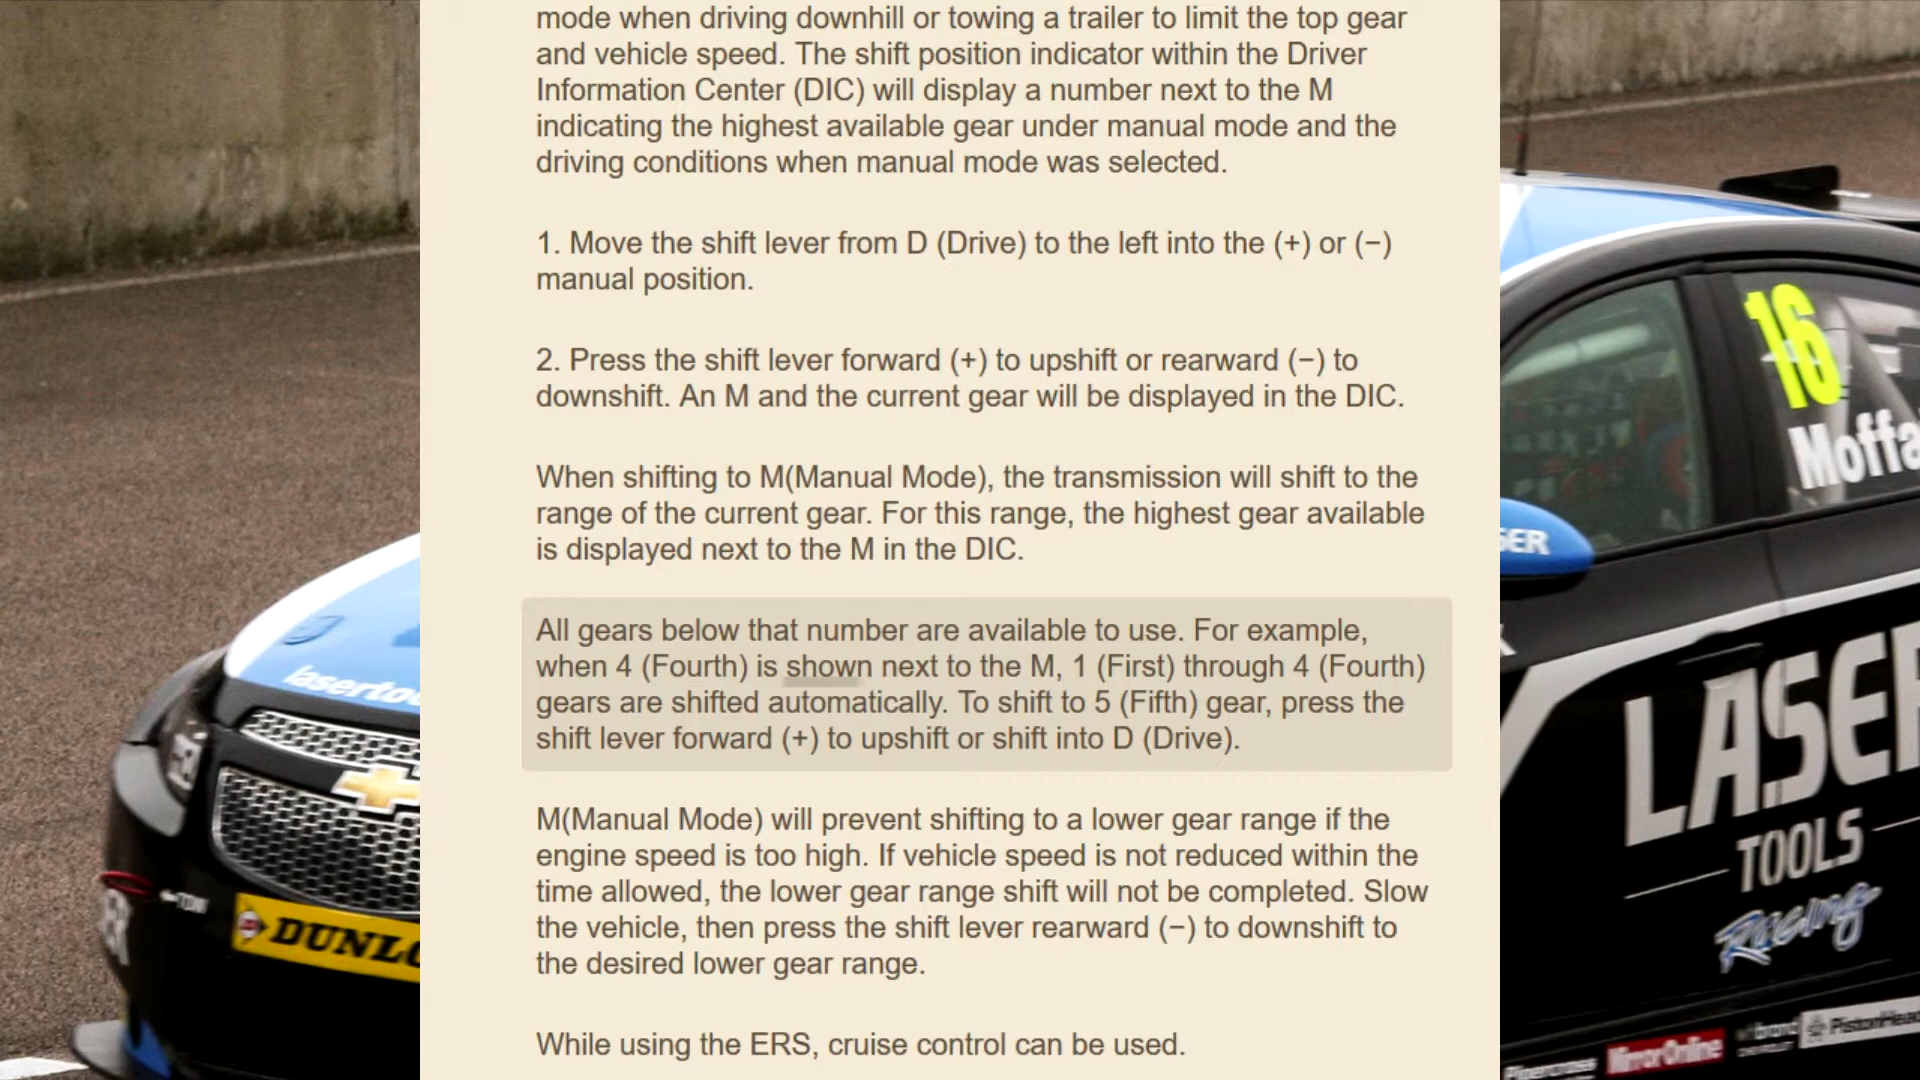 mode when driving downhill or towing a trailer to limit the top gear
and vehicle speed. The shift position indicator within the Driver
Information Center (DIC) will display a number next to the M
indicating the highest available gear under manual mode and the
driving conditions when manual mode was selected.
1. Move the shift lever from D (Drive) to the left into the (+) or (−)
manual position.
2. Press the shift lever forward (+) to upshift or rearward (−) to
downshift. An M and the current gear will be displayed in the DIC.
When shifting to M(Manual Mode), the transmission will shift to the
range of the current gear. For this range, the highest gear available
is displayed next to the M in the DIC.
All gears below that number are available to use. For example,
when 4 (Fourth) is shown next to the M, 1 (First) through 4 (Fourth)
gears are shifted automatically. To shift to 5 (Fifth) gear, press the
shift lever forward (+) to upshift or shift into D (Drive).
M(Manual Mode) will prevent shifting to a lower gear range if the
engine speed is too high. If vehicle speed is not reduced within the
time allowed, the lower gear range shift will not be completed. Slow
the vehicle, then press the shift lever rearward (−) to downshift to
the desired lower gear range.
While using the ERS, cruise control can be used.
lasertoo
TOW
DUNLO
16
Moffa
SER
LASER
TOOLS
Racing
MirrorOnline
PistonHea